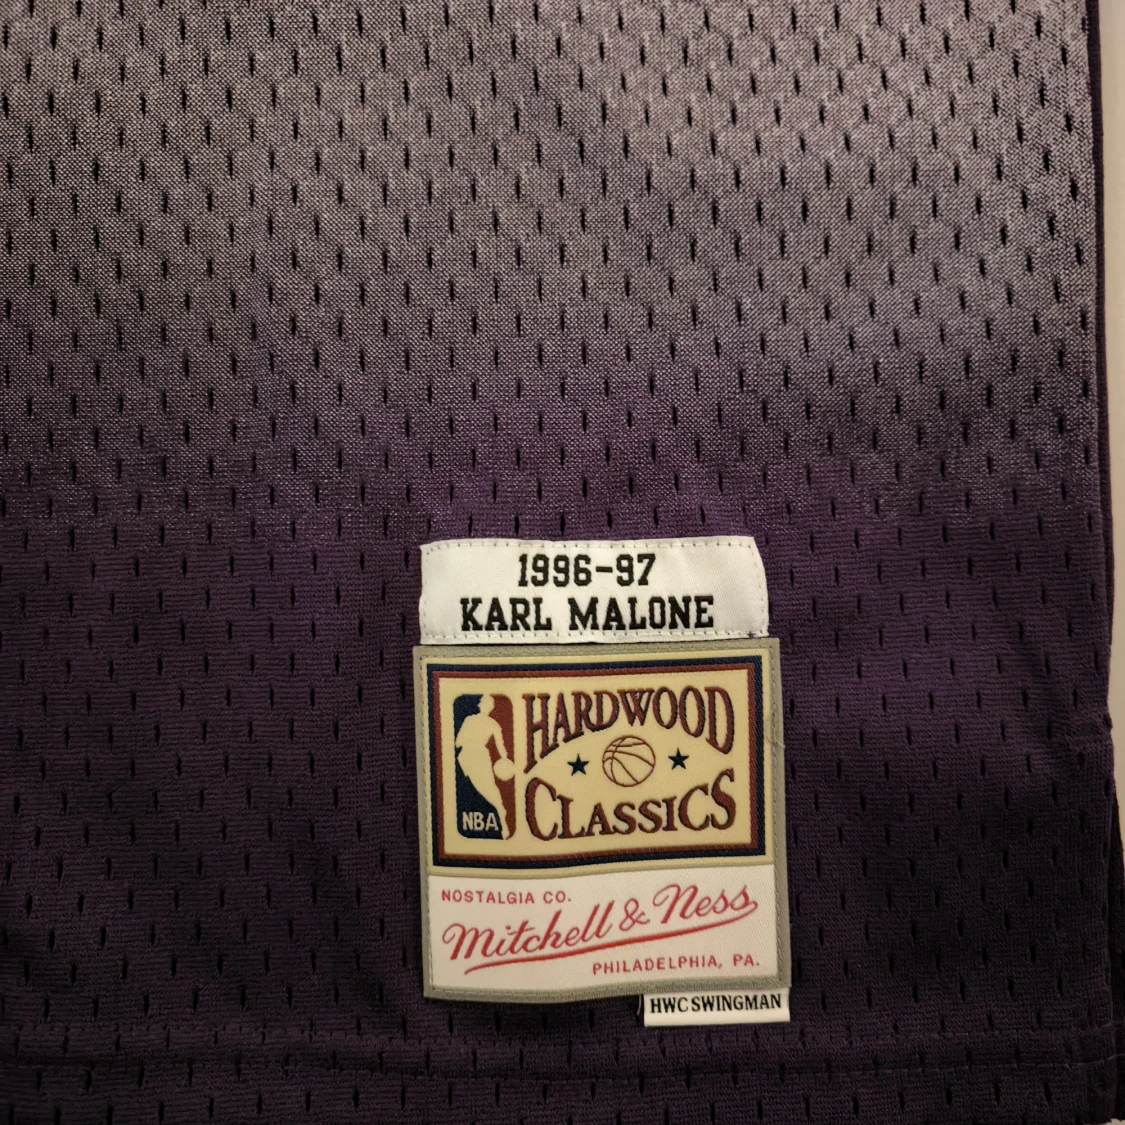 1996-97
KARL MALONE
HARDWOOD
CLASSICS
NBA
NOSTALGIA CO.
Mitchell & Ness
PHILADELPHIA, PA.
HWC SWINGMAN